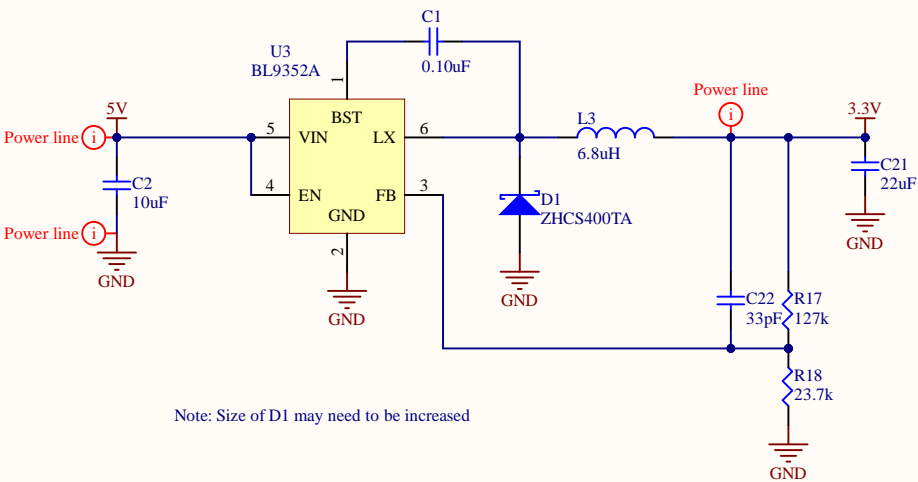 C1
0.10uF
U3
BL9352A
1
BST
5V
Power line i
5
VIN
LX
6
C2
10uF
4
EN
FB
3
GND
2
Power line i
GND
GND
D1
ZHCS400TA
GND
L3
6.8uH
Power line
i
3.3V
C21
22uF
GND
C22
33pF
R17
127k
R18
23.7k
GND
Note: Size of D1 may need to be increased